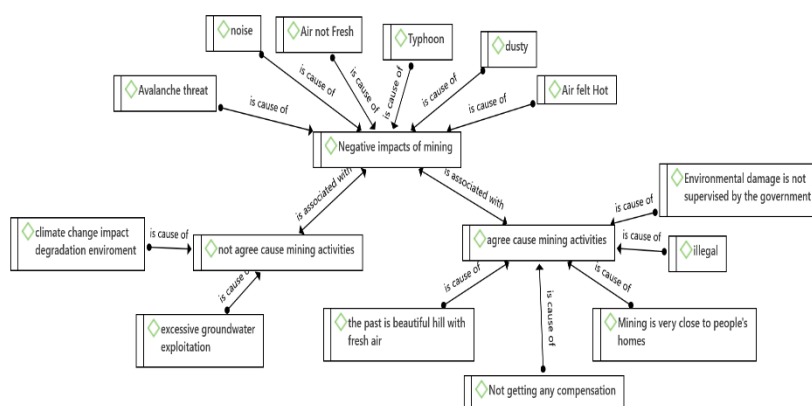 noise
Air not Fresh
Typhoon
dusty
Avalanche threat
Air felt Hot
is cause of
is cause of
is cause of
is cause of
is cause of
is cause of
Negative impacts of mining
is associated with
is associated with
Environmental damage is not
supervised by the government
is cause of
climate change impact
degradation enviroment
is cause of
not agree cause mining activities
agree cause mining activities
is cause of
illegal
is cause of
is cause of
is cause of
is cause of
excessive groundwater
exploitation
the past is beautiful hill with
fresh air
Mining is very close to people's
homes
Not getting any compensation